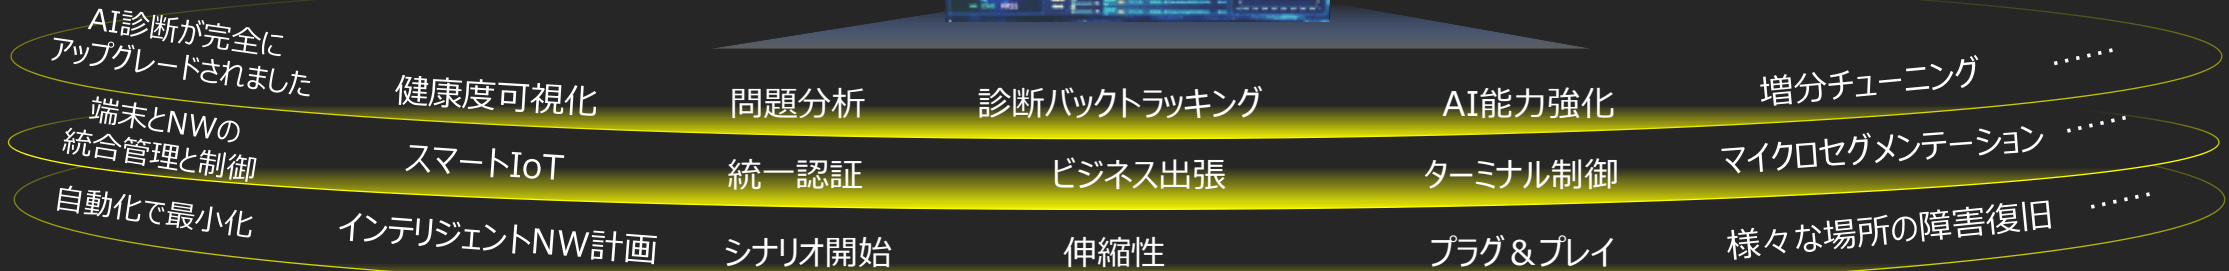 AI診断が完全に
アップグレードされました
健康度可視化
問題分析
診断バックトラッキング
AI能力強化
増分チューニング
……
端末とNWの
統合管理と制御
スマートIoT
統一認証
ビジネス出張
ターミナル制御
マイクロセグメンテーション
……
自動化で最小化
インテリジェントNW計画
シナリオ開始
伸縮性
プラグ＆プレイ
様々な場所の障害復旧
……